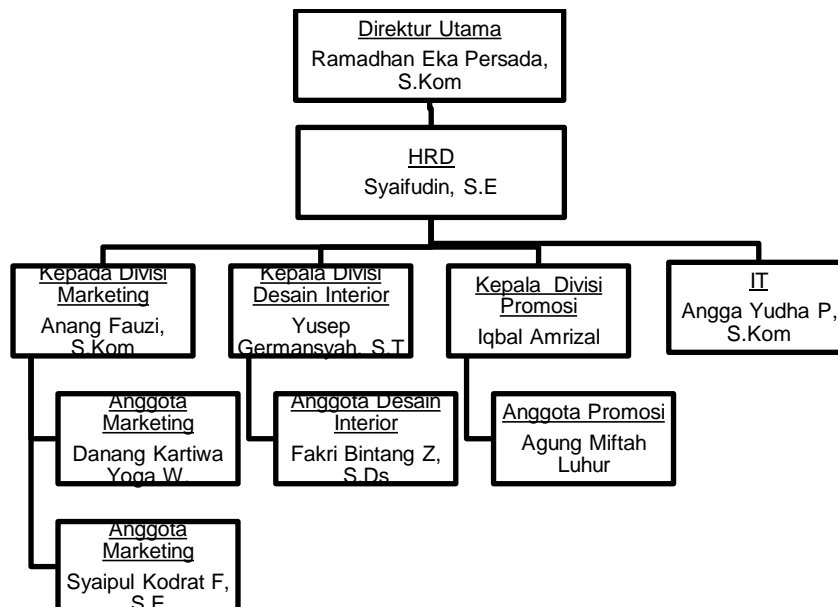 Direktur Utama
Ramadhan Eka Persada,
S.Kom
HRD
Syaifudin, S.E
Kepada Divisi
Marketing
Anang Fauzi,
S.Kom
Kepala Divisi
Desain Interior
Yusep
Germansyah, S.T
Kepala Divisi
Promosi
Iqbal Amrizal
IT
Angga Yudha P,
S.Kom
Anggota
Marketing
Danang Kartiwa
Yoga W.
Anggota Desain
Interior
Fakri Bintang Z,
S.Ds
Anggota Promosi
Agung Miftah
Luhur
Anggota
Marketing
Syaipul Kodrat F,